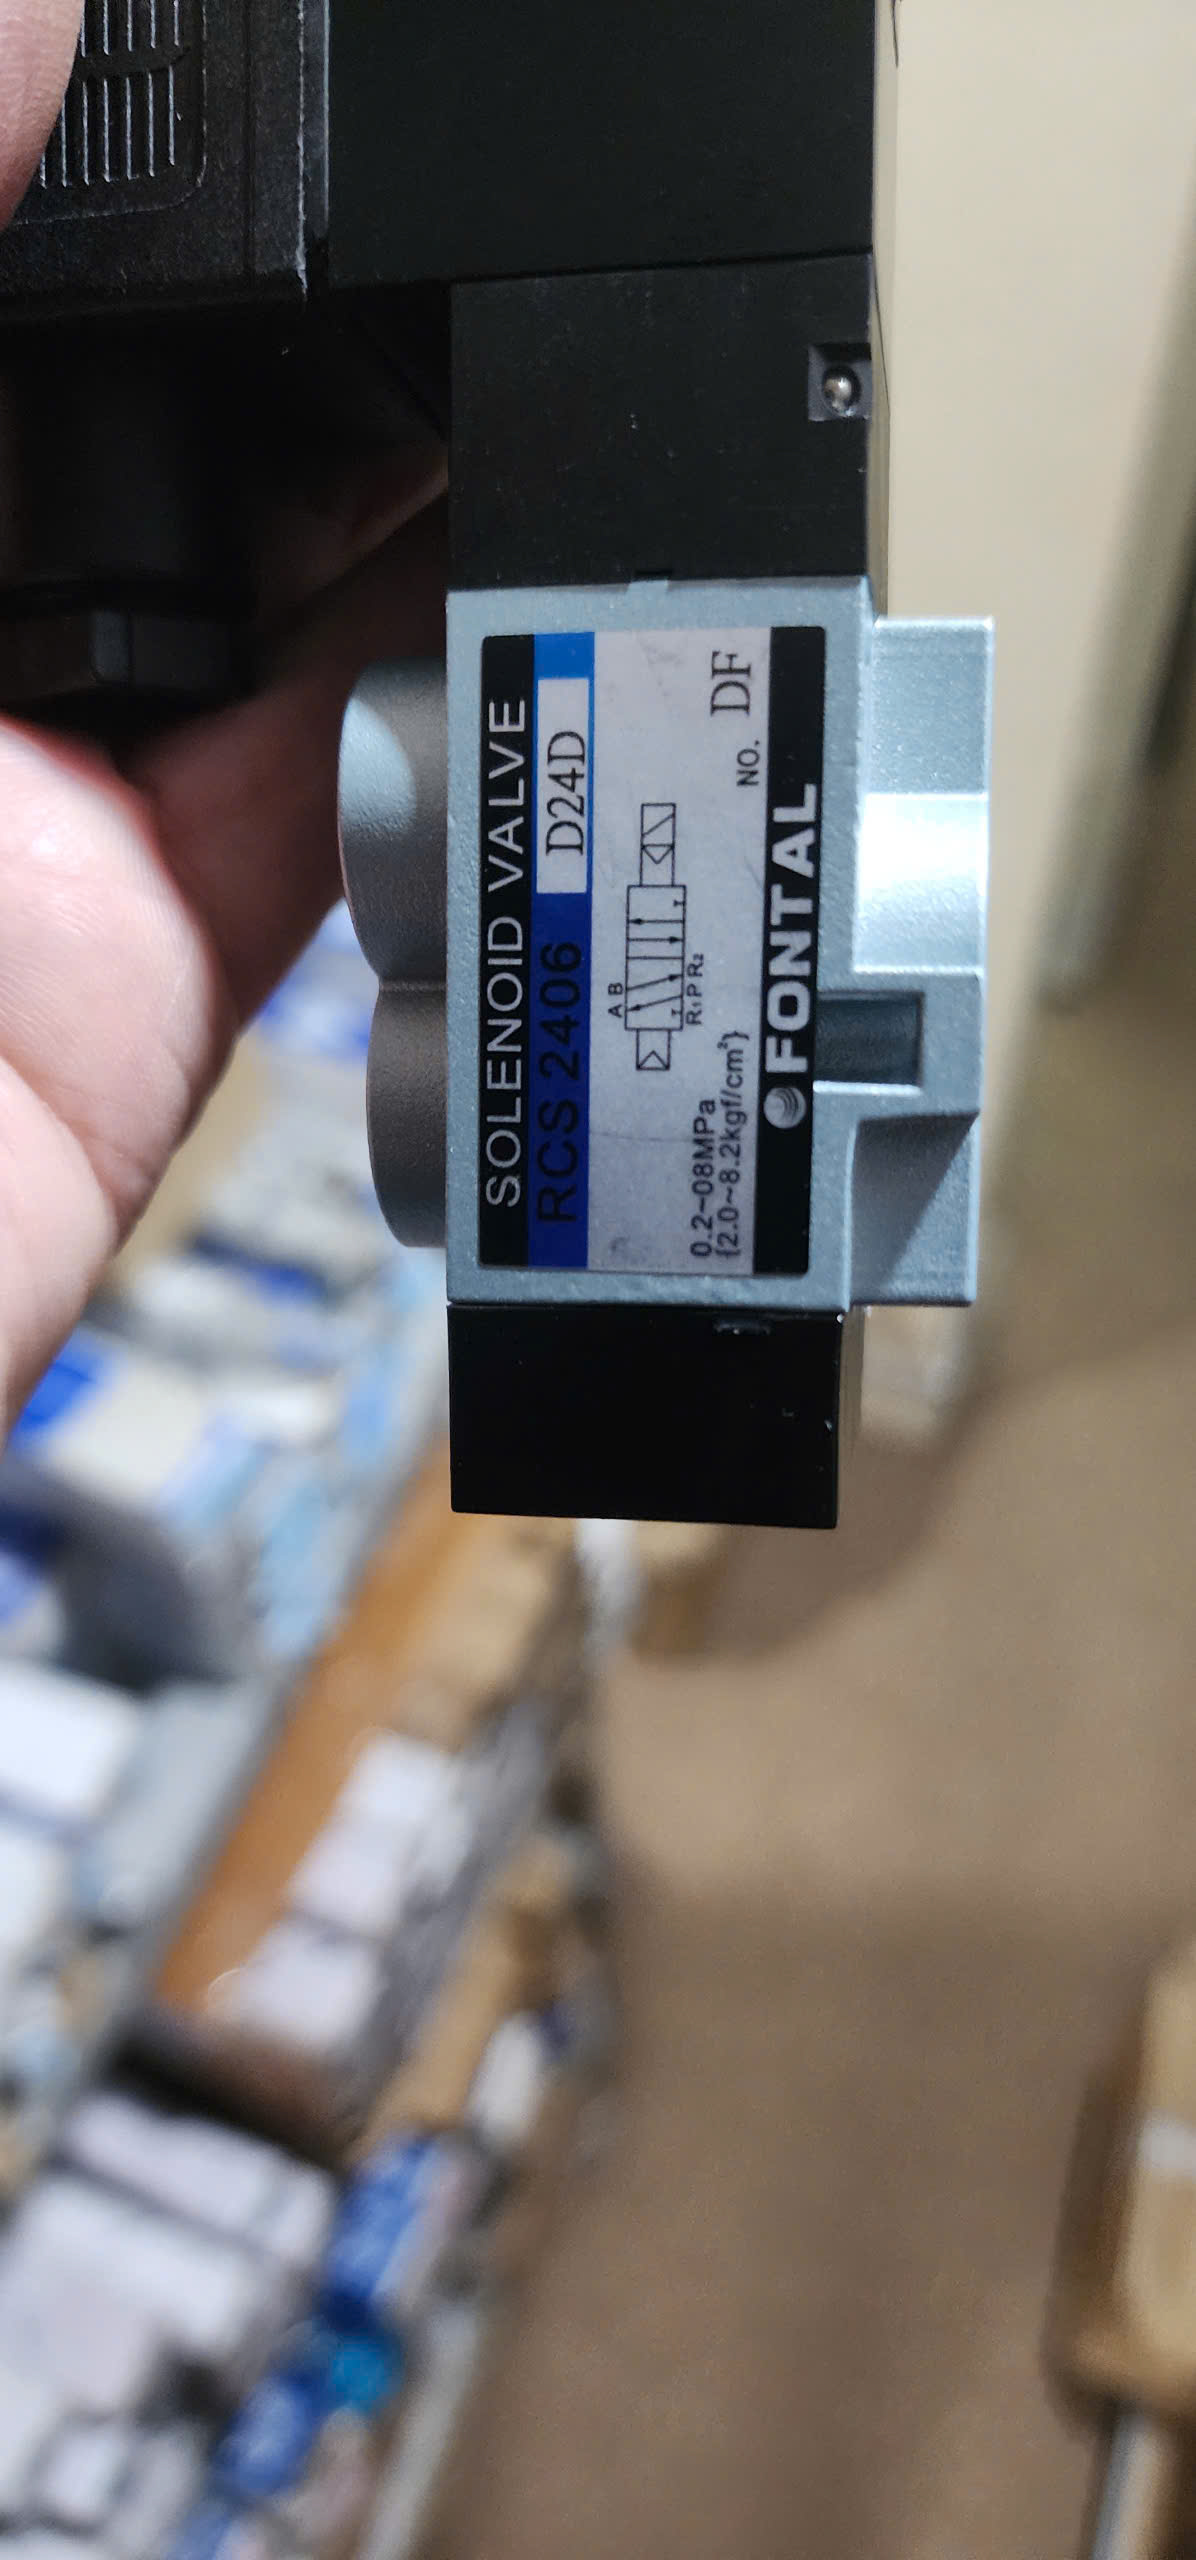 SOLENOID VALVE
RCS 2406 D24D
A B
R₁ P R₂
0.2~08MPa
{2.0~8.2kgf/cm²}
NO. DF
FONTAL